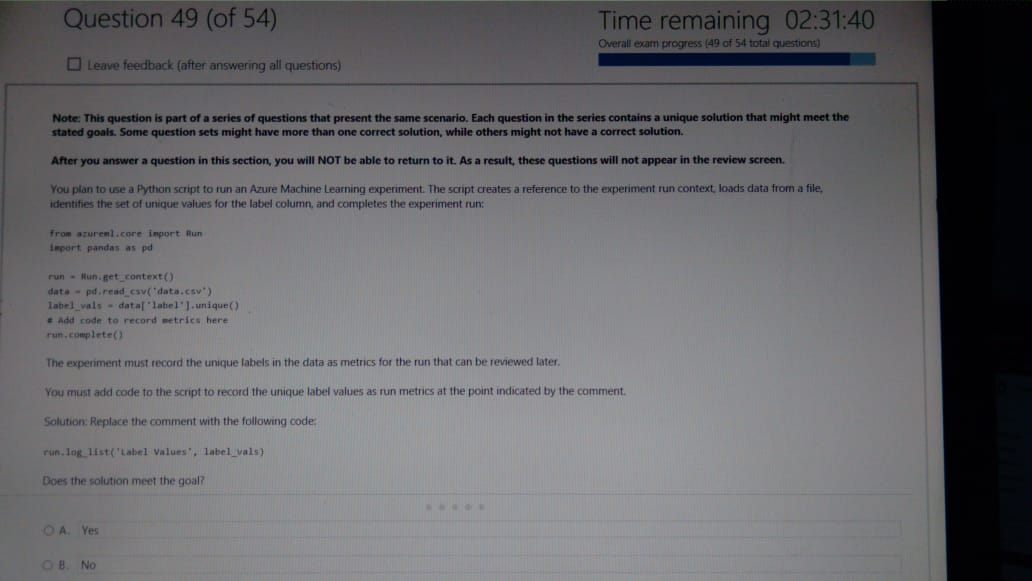 Question 49 (of 54)
Time remaining 02:31:40
Overall exam progress (49 of 54 total questions)
Leave feedback (after answering all questions)
Note: This question is part of a series of questions that present the same scenario. Each question in the series contains a unique solution that might meet the
stated goals. Some question sets might have more than one correct solution, while others might not have a correct solution.
After you answer a question in this section, you will NOT be able to return to it. As a result, these questions will not appear in the review screen.
You plan to use a Python script to run an Azure Machine Learning experiment. The script creates a reference to the experiment run context, loads data from a file,
identifies the set of unique values for the label column, and completes the experiment run:
from azureml.core import Run
import pandas as pd
run = Run.get_context()
data = pd.read_csv('data.csv')
label_vals = data['label'].unique()
# Add code to record metrics here
run.complete()
The experiment must record the unique labels in the data as metrics for the run that can be reviewed later.
You must add code to the script to record the unique label values as run metrics at the point indicated by the comment.
Solution: Replace the comment with the following code:
run.log_list('Label Values', label_vals)
Does the solution meet the goal?
A. Yes
B. No